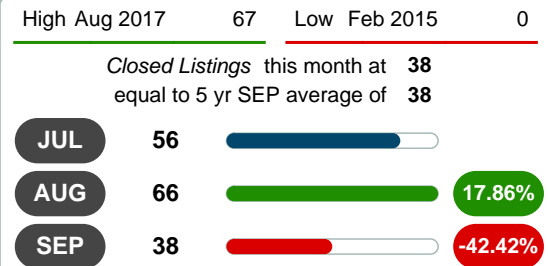 High Aug 2017 67 Low Feb 2015 0
Closed Listings this month at 38
equal to 5 yr SEP average of 38
JUL 56
AUG 66 17.86%
SEP 38 -42.42%